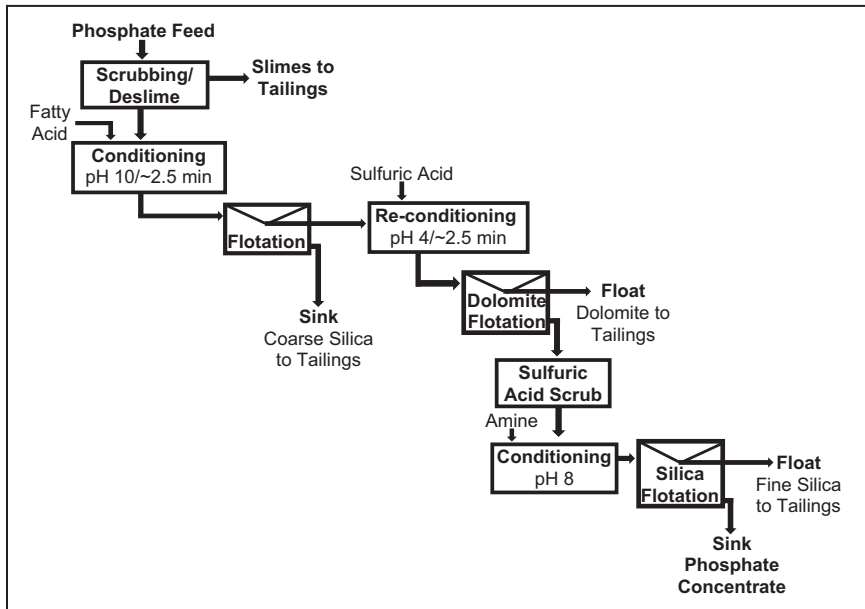 Phosphate Feed
Scrubbing/
Deslime
Slimes to
Tailings
Fatty
Acid
Conditioning
pH 10/~2.5 min
Flotation
Sink
Coarse Silica
to Tailings
Sulfuric Acid
Re-conditioning
pH 4/~2.5 min
Dolomite
Flotation
Float
Dolomite to
Tailings
Sulfuric
Acid Scrub
Amine
Conditioning
pH 8
Silica
Flotation
Float
Fine Silica
to Tailings
Sink
Phosphate
Concentrate